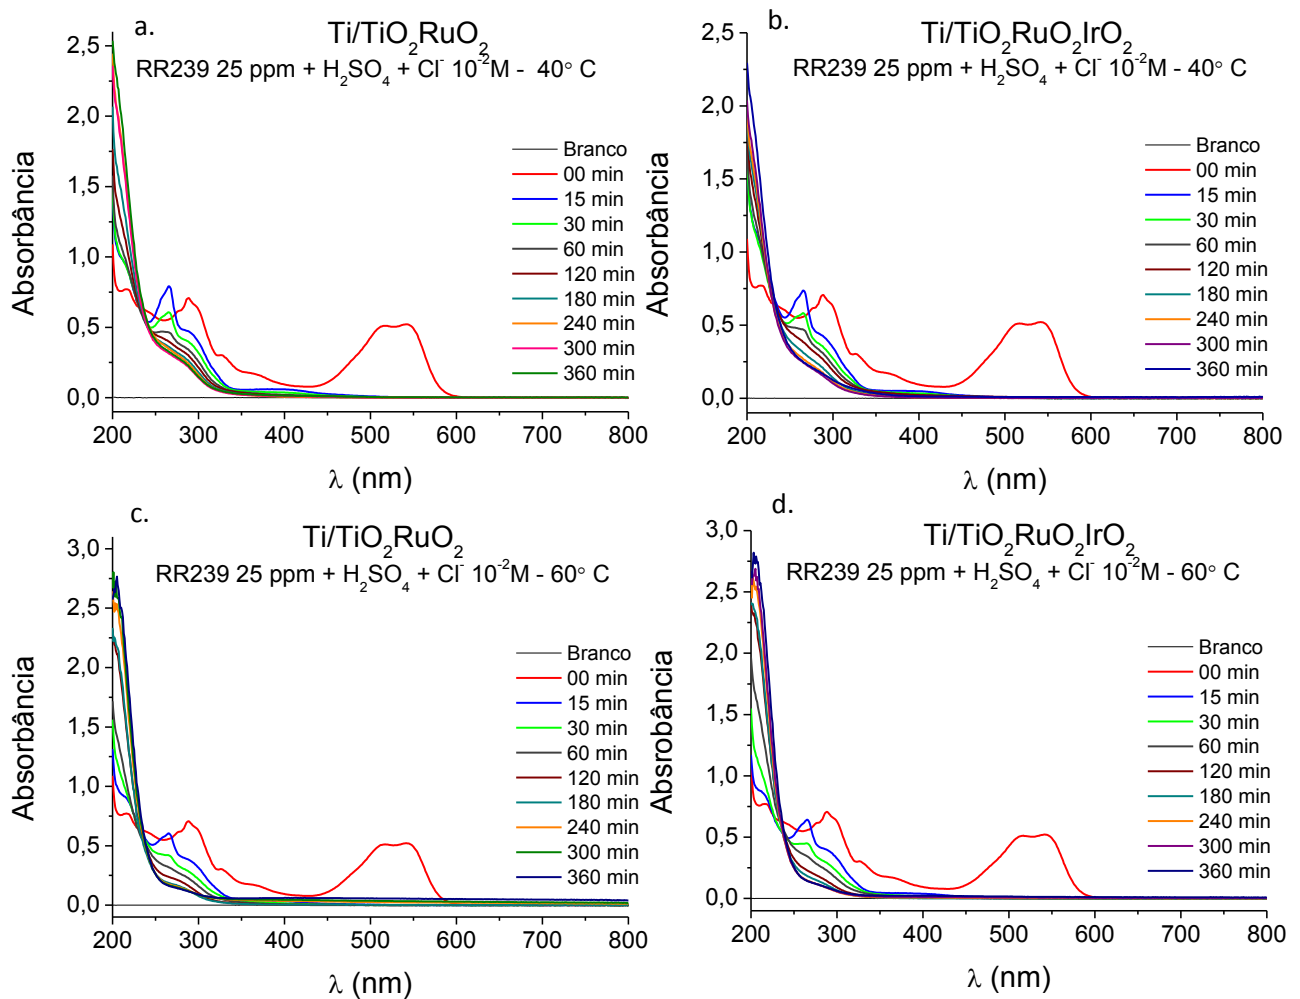 a.
Ti/TiO₂RuO₂
RR239 25 ppm + H₂SO₄ + Cl⁻ 10⁻²M - 40° C
Absorbância
2,5
2,0
1,5
1,0
0,5
0,0
200 300 400 500 600 700 800
λ (nm)
Branco
00 min
15 min
30 min
60 min
120 min
180 min
240 min
300 min
360 min
b.
Ti/TiO₂RuO₂IrO₂
RR239 25 ppm + H₂SO₄ + Cl⁻ 10⁻²M - 40° C
Absorbância
2,5
2,0
1,5
1,0
0,5
0,0
200 300 400 500 600 700 800
λ (nm)
Branco
00 min
15 min
30 min
60 min
120 min
180 min
240 min
300 min
360 min
c.
Ti/TiO₂RuO₂
RR239 25 ppm + H₂SO₄ + Cl⁻ 10⁻²M - 60° C
Absorbância
3,0
2,5
2,0
1,5
1,0
0,5
0,0
200 300 400 500 600 700 800
λ (nm)
Branco
00 min
15 min
30 min
60 min
120 min
180 min
240 min
300 min
360 min
d.
Ti/TiO₂RuO₂IrO₂
RR239 25 ppm + H₂SO₄ + Cl⁻ 10⁻²M - 60° C
Absrobância
3,0
2,5
2,0
1,5
1,0
0,5
0,0
200 300 400 500 600 700 800
λ (nm)
Branco
00 min
15 min
30 min
60 min
120 min
180 min
240 min
300 min
360 min